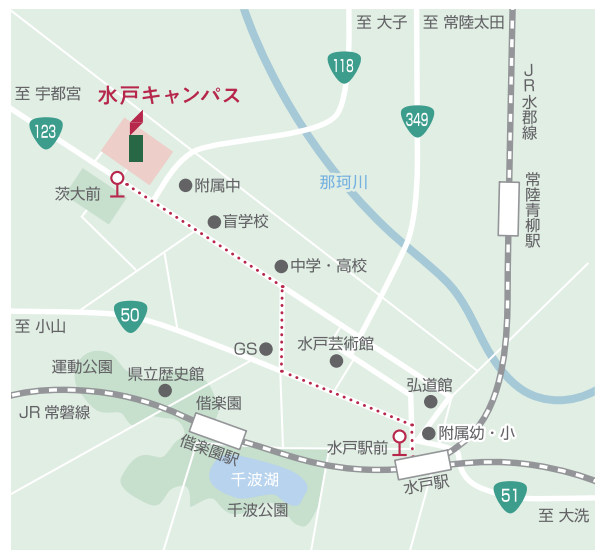 至 大子
至 常陸太田
118
JR水郡線
至 宇都宮
水戸キャンパス
123
349
茨大前
附属中
那珂川
常陸青柳駅
盲学校
中学・高校
50
至 小山
GS
水戸芸術館
運動公園
県立歴史館
弘道館
JR 常磐線
偕楽園
附属幼・小
偕楽園駅
水戸駅前
千波湖
水戸駅
51
千波公園
至 大洗